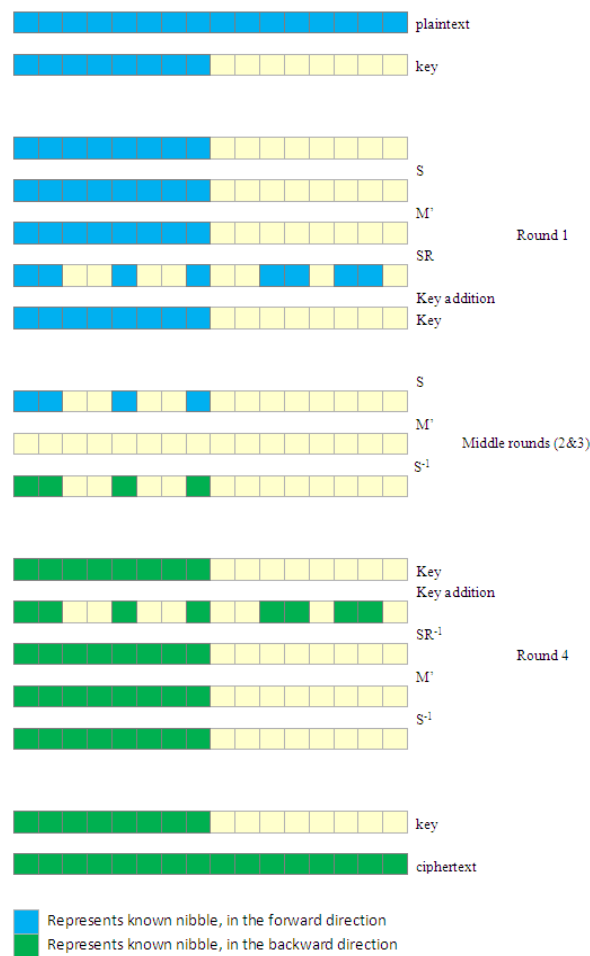 plaintext
key
S
M'
Round 1
SR
Key addition
Key
S
M'
Middle rounds (2&3)
S-1
Key
Key addition
SR-1
Round 4
M'
S-1
key
ciphertext
Represents known nibble, in the forward direction
Represents known nibble, in the backward direction